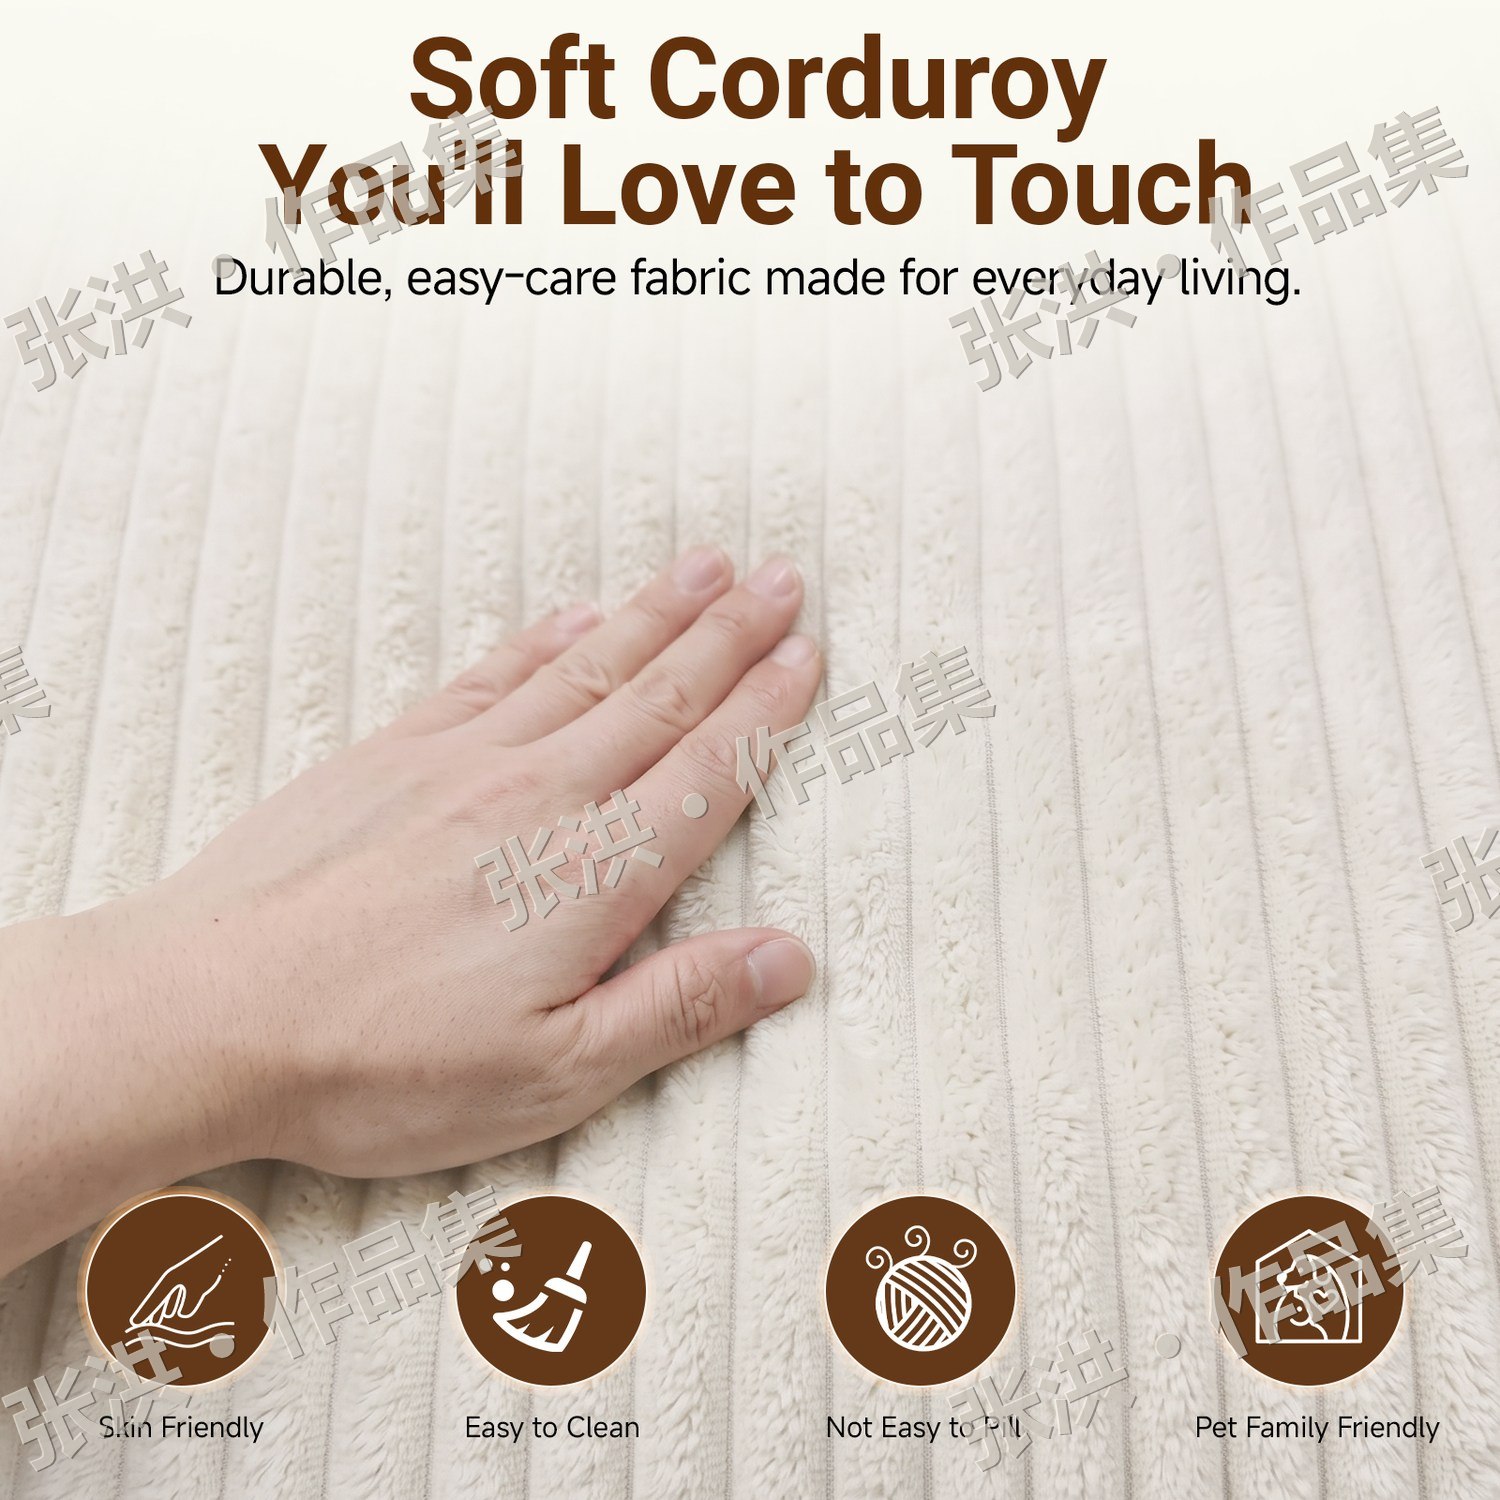 Soft Corduroy
You'll Love to Touch
Durable, easy-care fabric made for everyday living.
张洪·作品集
张洪·作品集
集
张洪·作品集
张
张洪·作品集
张洪·作品集
Skin Friendly
Easy to Clean
Not Easy to Pill
Pet Family Friendly